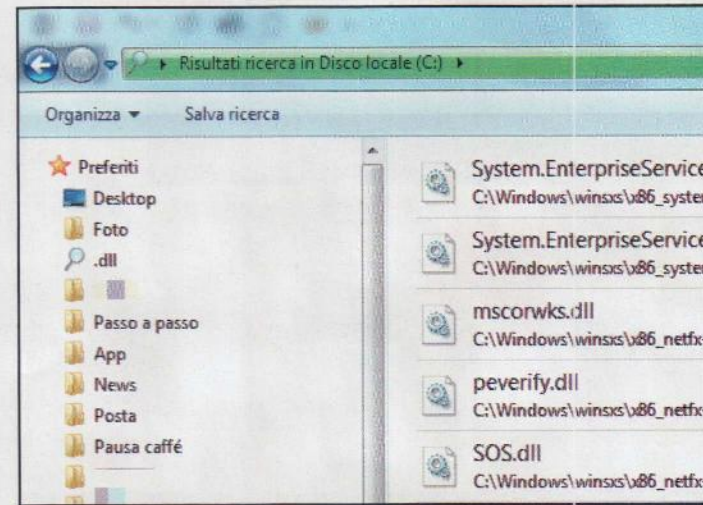 Risultati ricerca in Disco locale (C:)
Organizza Salva ricerca
Preferiti
Desktop
Foto
.dll
Passo a passo
App
News
Posta
Pausa caffé
System.EnterpriseService
C:\Windows\winsxs\x86_system
System.EnterpriseService
C:\Windows\winsxs\x86_system
mscorwks.dll
C:\Windows\winsxs\x86_netfx
peverify.dll
C:\Windows\winsxs\x86_netfx
SOS.dll
C:\Windows\winsxs\x86_netfx